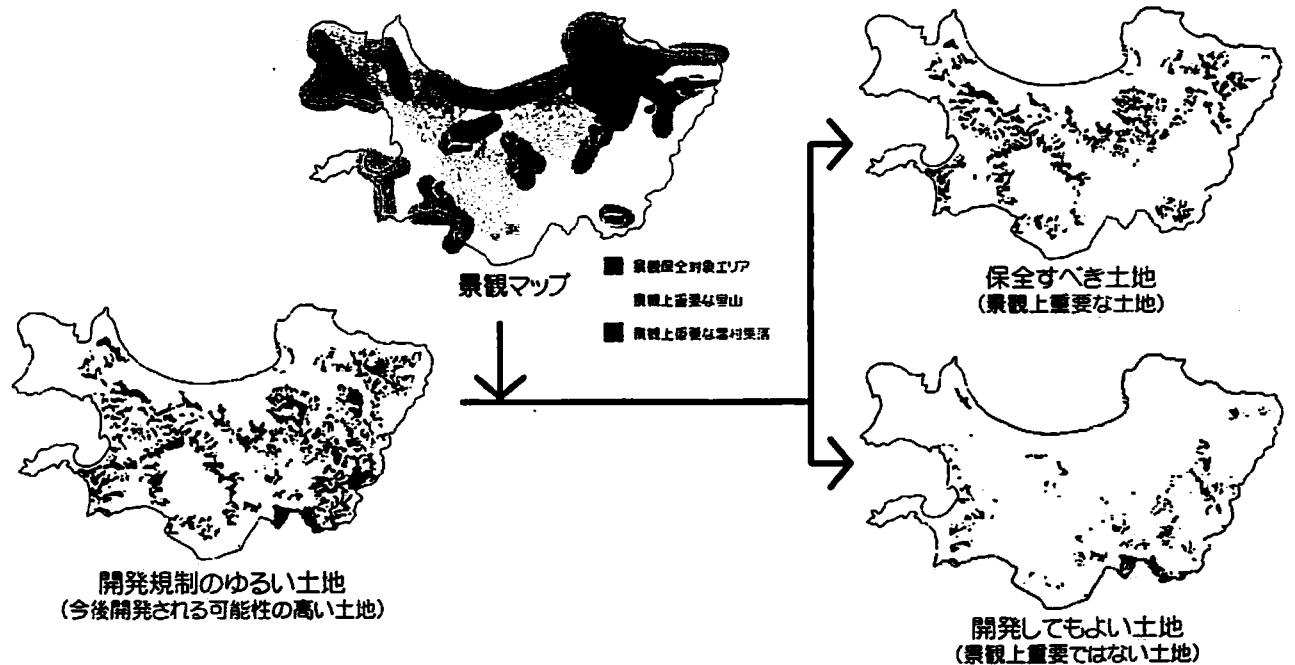 景観マップ
景観保全対象エリア
景観上重要な里山
景観上重要な農村集落
保全すべき土地
(景観上重要な土地)
開発規制のゆるい土地
(今後開発される可能性の高い土地)
開発してもよい土地
(景観上重要ではない土地)